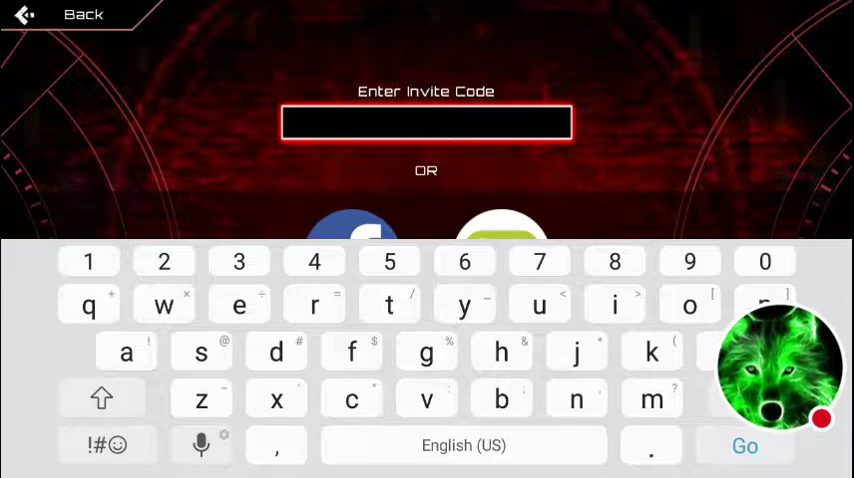 Back
Enter Invite Code
OR
1 2 3 4 5 6 7 8 9 0
q + w × e ÷ r = t / y _ u < i > o [ ]
a ! s @ d # f $ g % h & j * k (
z - x ' c " v : b ; n , m ?
!#☺ , English (US) . Go